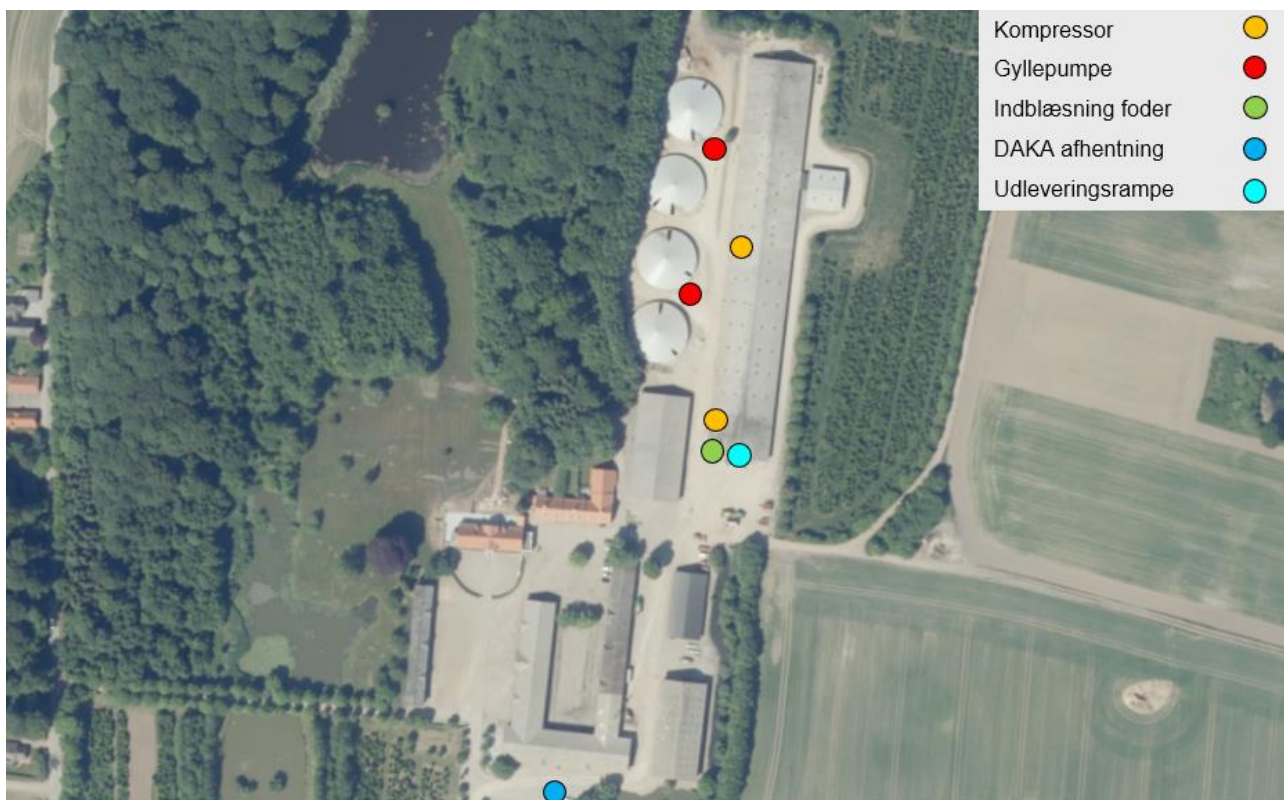 Kompressor
Gyllepumpe
Indblæsning foder
DAKA afhentning
Udleveringsrampe